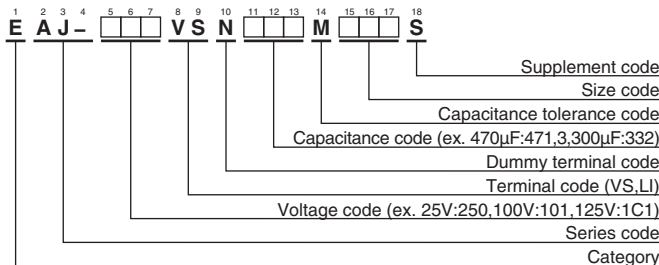 1 2 3 4 5 6 7 8 9 10 11 12 13 14 15 16 17 18
E A J – □□□ V S N □□□ M □□□ S
Supplement code
Size code
Capacitance tolerance code
Capacitance code (ex. 470μF:471,3,300μF:332)
Dummy terminal code
Terminal code (VS,LI)
Voltage code (ex. 25V:250,100V:101,125V:1C1)
Series code
Category